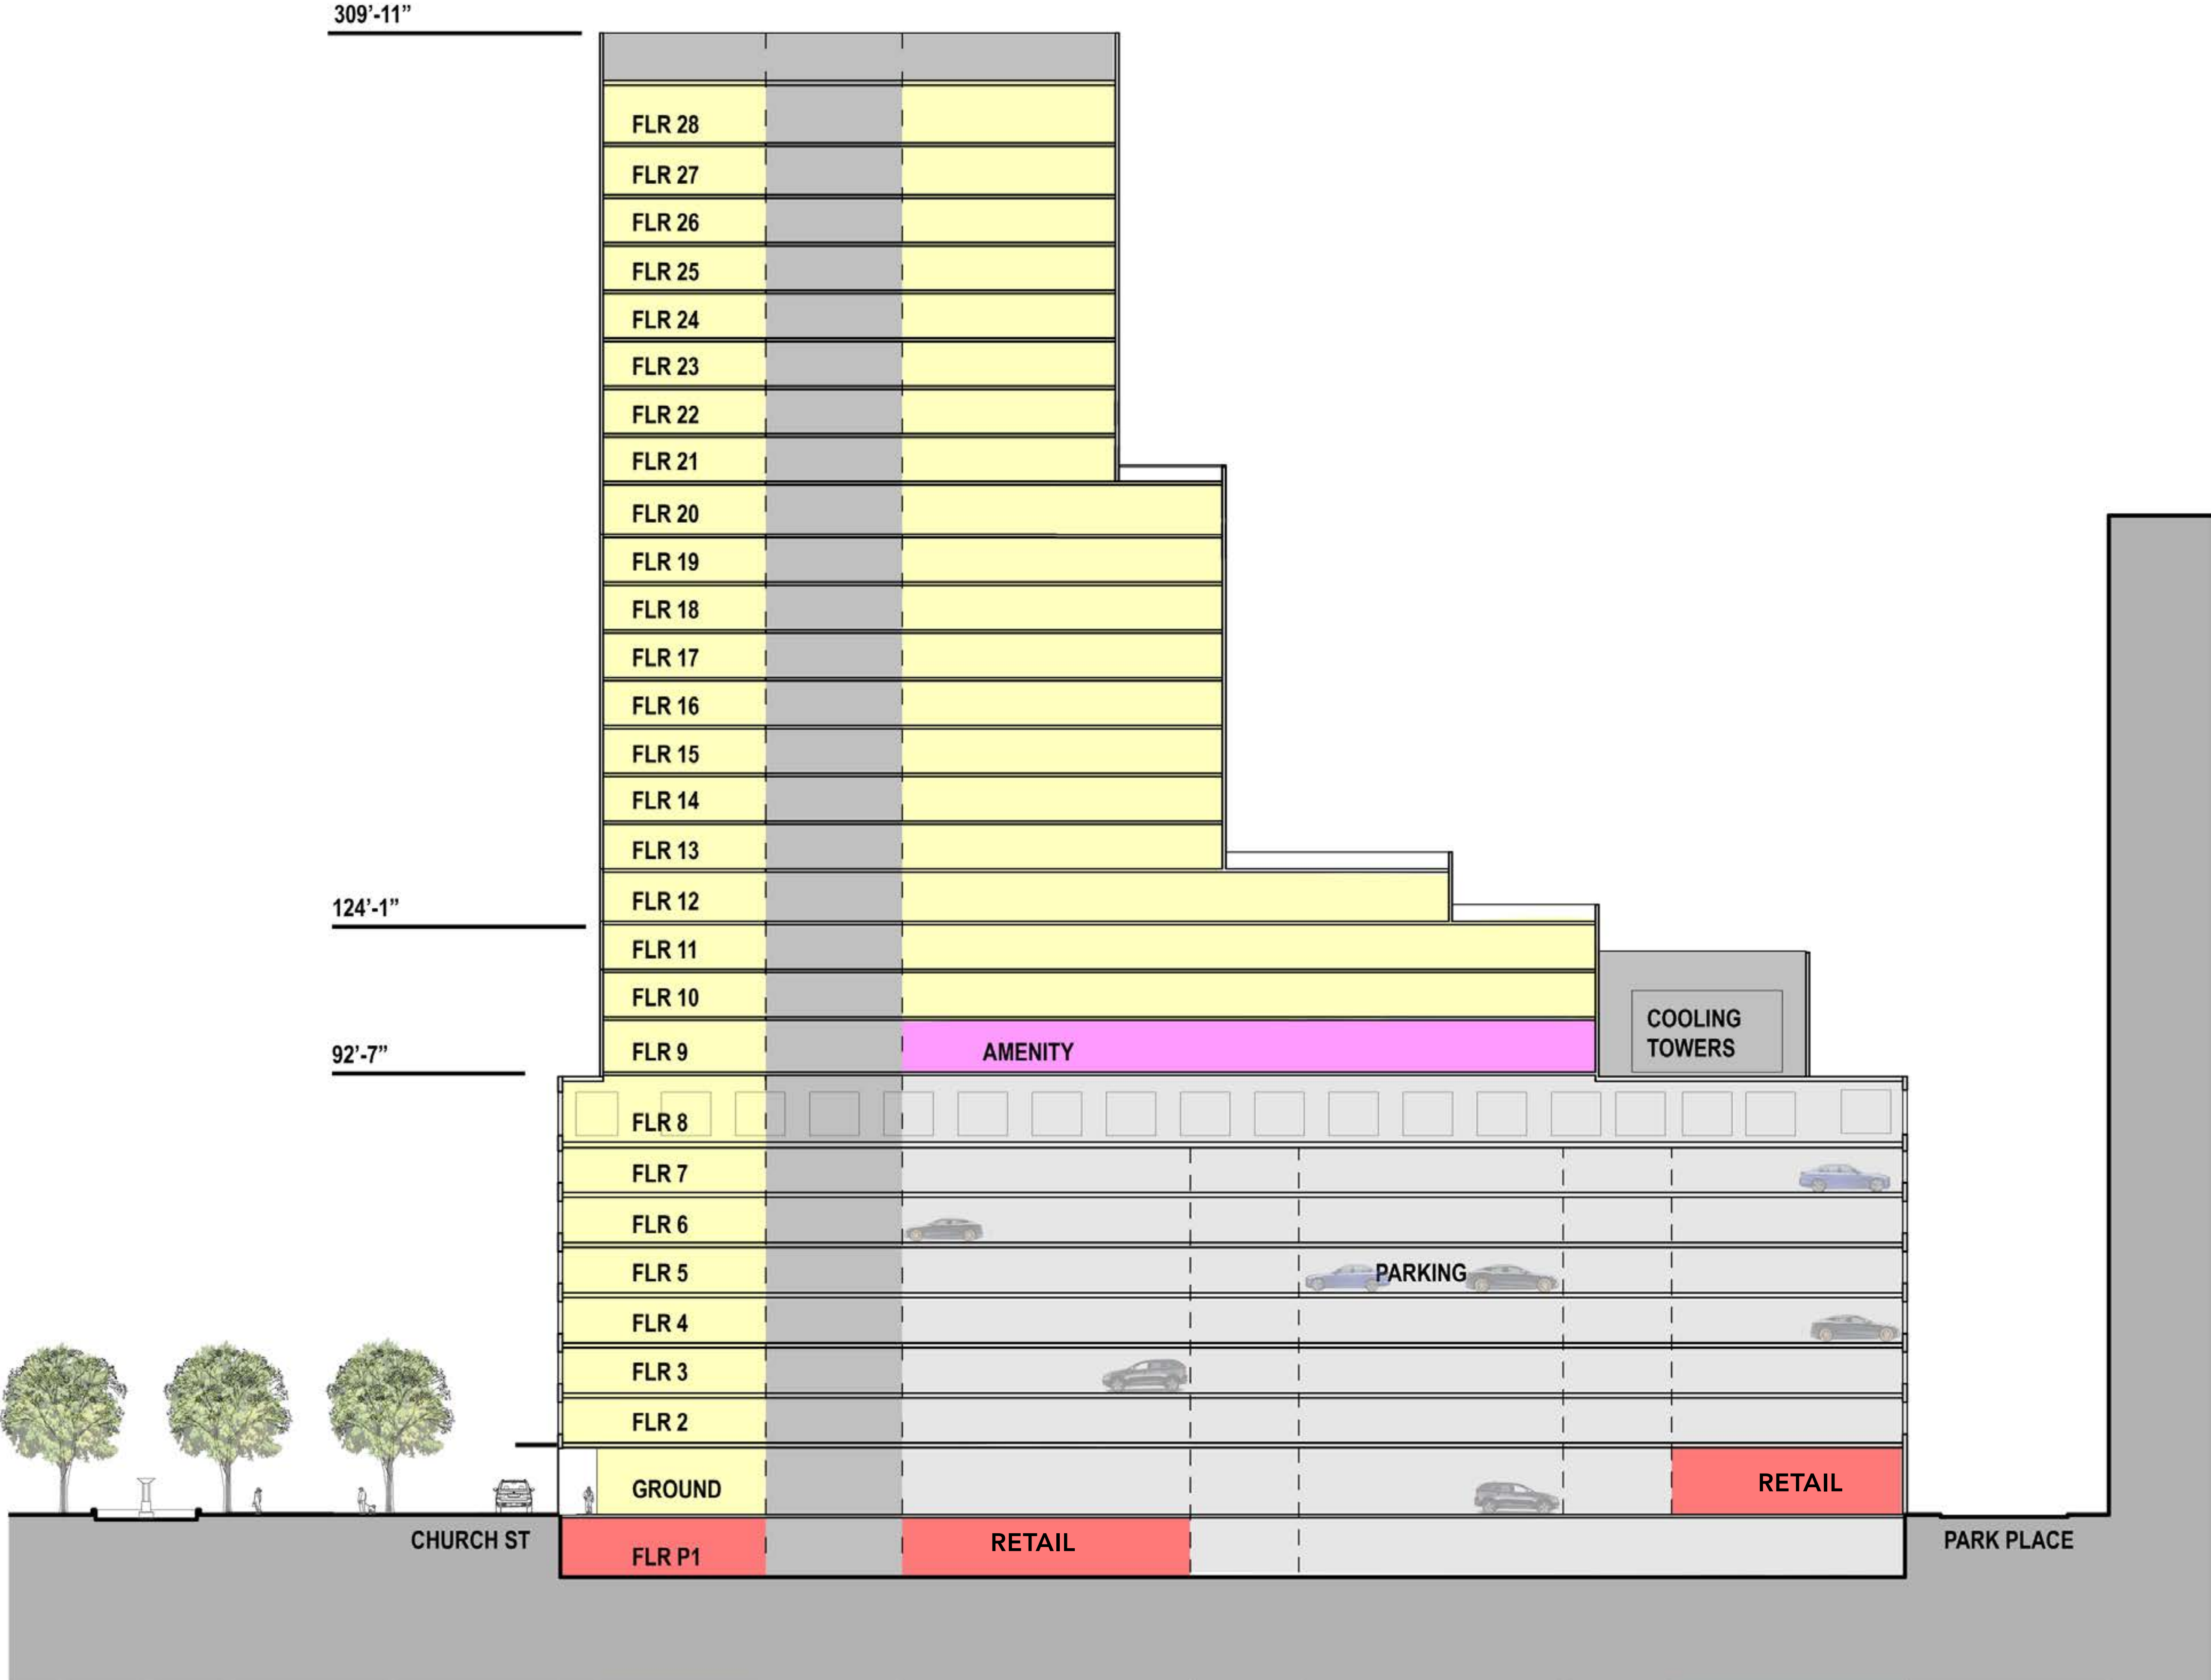 309'-11”
FLR 28
FLR 27
FLR 26
FLR 25
FLR 24
FLR 23
FLR 22
FLR 21
FLR 20
FLR 19
FLR 18
FLR 17
FLR 16
FLR 15
FLR 14
FLR 13
FLR 12
124’-1”
FLR 11
FLR 10
COOLING
TOWERS
92’-7”
FLR 9
AMENITY
FLR 8
FLR 7
FLR 6
FLR 5
PARKING
FLR 4
FLR 3
FLR 2
GROUND
RETAIL
CHURCH ST
FLR P1
RETAIL
PARK PLACE